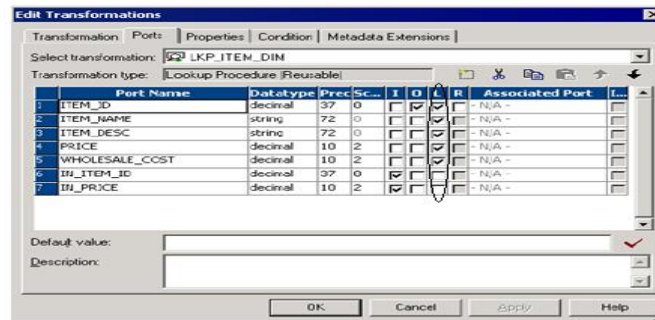 Edit Transformations
Transformation Ports Properties Condition Metadata Extensions
Select transformation: LKP_ITEM_DIM
Transformation type: Lookup Procedure |Reusable|
Port Name Datatype Prec Sc... I O L R Associated Port I...
1 ITEM_ID decimal 37 0 - N/A -
2 ITEM_NAME string 72 0 - N/A -
3 ITEM_DESC string 72 0 - N/A -
4 PRICE decimal 10 2 - N/A -
5 WHOLESALE_COST decimal 10 2 - N/A -
6 IN_ITEM_ID decimal 37 0 - N/A -
7 IN_PRICE decimal 10 2 - N/A -
Default value:
Description:
OK Cancel Apply Help